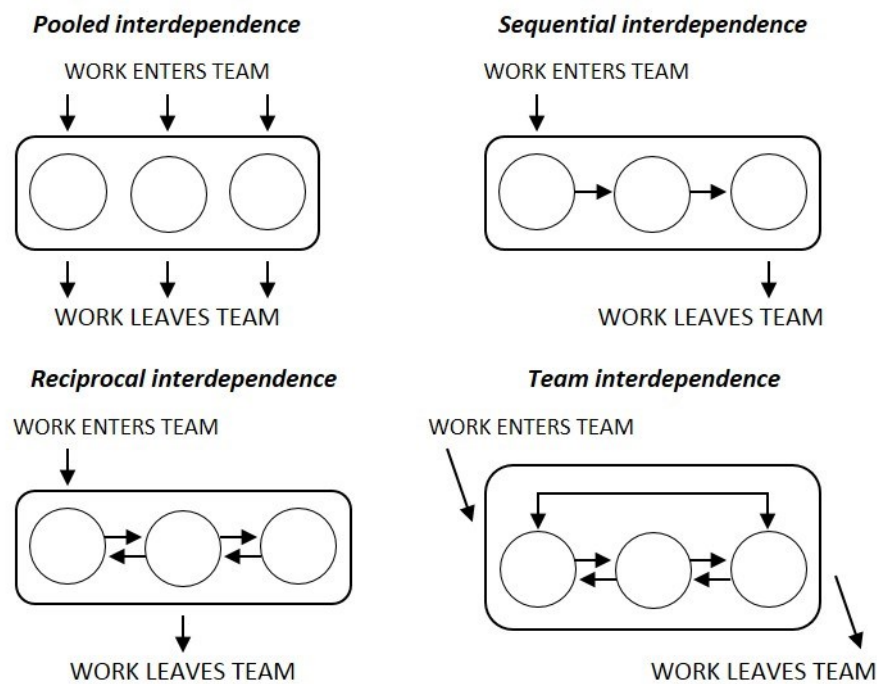 Pooled interdependence
WORK ENTERS TEAM
WORK LEAVES TEAM
Sequential interdependence
WORK ENTERS TEAM
WORK LEAVES TEAM
Reciprocal interdependence
WORK ENTERS TEAM
WORK LEAVES TEAM
Team interdependence
WORK ENTERS TEAM
WORK LEAVES TEAM